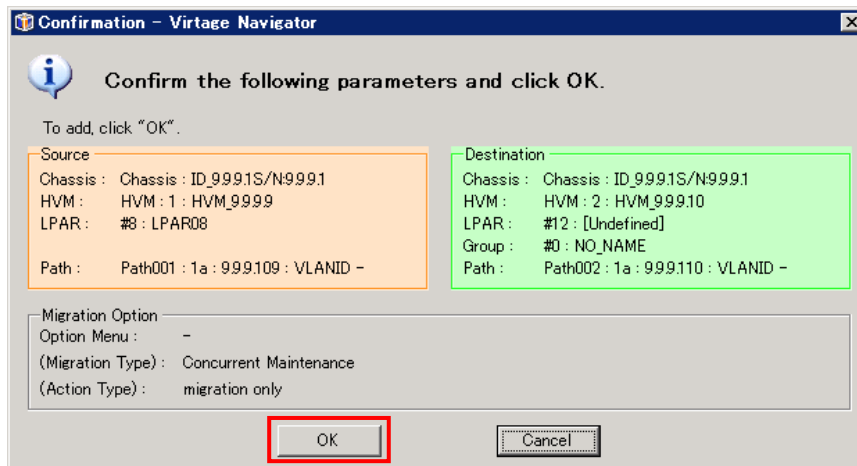 Confirmation - Virtage Navigator
Confirm the following parameters and click OK.
To add, click "OK".
Source
Chassis : Chassis : ID_9.9.9.1S/N:9.9.9.1
HVM : HVM : 1 : HVM_9.9.9.9
LPAR : #8 : LPAR08
Path : Path001 : 1a : 9.9.9.109 : VLANID -
Destination
Chassis : Chassis : ID_9.9.9.1S/N:9.9.9.1
HVM : HVM : 2 : HVM_9.9.9.10
LPAR : #12 : [Undefined]
Group : #0 : NO_NAME
Path : Path002 : 1a : 9.9.9.110 : VLANID -
Migration Option
Option Menu : -
(Migration Type) : Concurrent Maintenance
(Action Type) : migration only
OK
Cancel